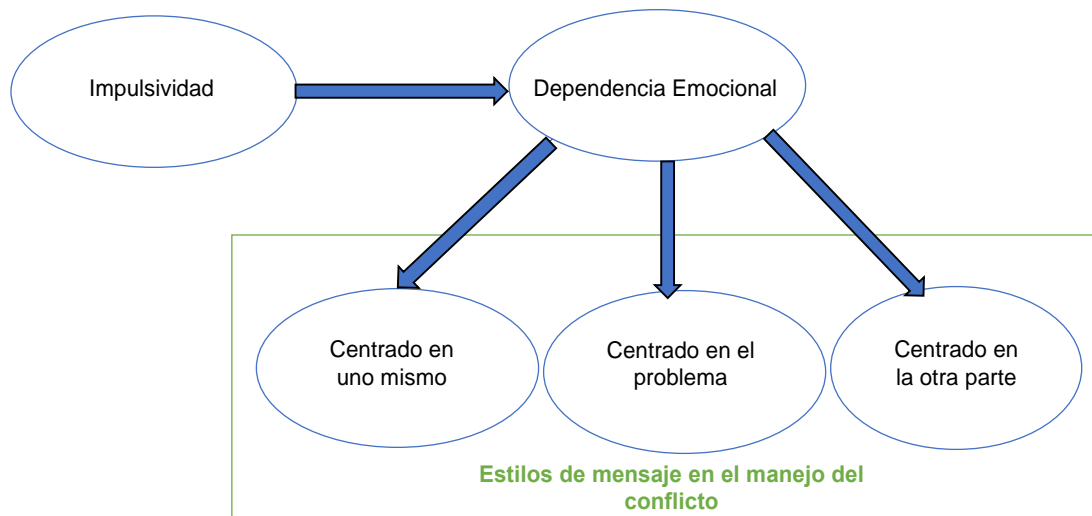 Impulsividad
Dependencia Emocional
Centrado en
uno mismo
Centrado en el
problema
Centrado en
la otra parte
Estilos de mensaje en el manejo del
conflicto